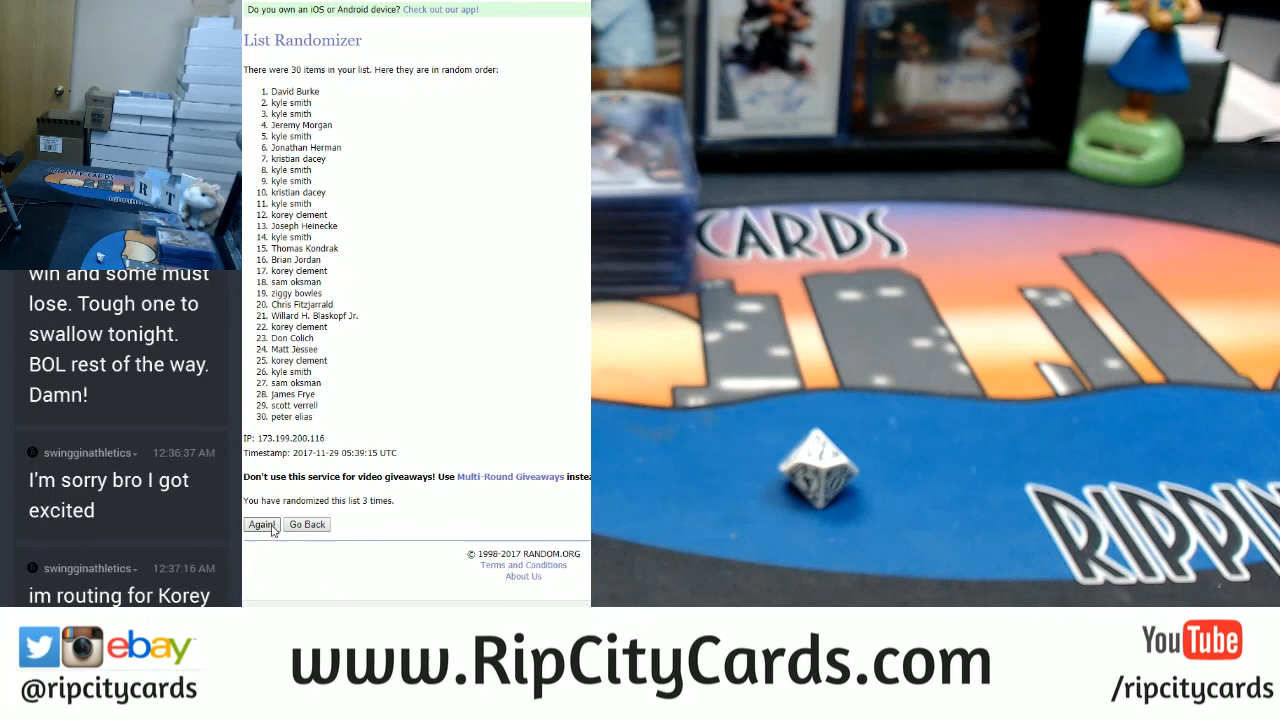 Do you own an iOS or Android device? Check out our app!
List Randomizer
There were 30 items in your list. Here they are in random order:
1. David Burke
2. kyle smith
3. kyle smith
4. Jeremy Morgan
5. kyle smith
6. Jonathan Herman
7. kristian dacey
8. kyle smith
9. kyle smith
10. kristian dacey
11. kyle smith
12. korey clement
13. Joseph Heinecke
14. kyle smith
15. Thomas Kondrak
16. Brian Jordan
17. korey clement
18. sam oksman
19. ziggy bowles
20. Chris Fitzjarrald
21. Willard H. Blaskopf Jr.
22. korey clement
23. Don Colich
24. Matt Jessee
25. korey clement
26. kyle smith
27. sam oksman
28. James Frye
29. scott verrell
30. peter elias
IP: 173.199.200.116
Timestamp: 2017-11-29 05:39:15 UTC
Don't use this service for video giveaways! Use Multi-Round Giveaways inste
You have randomized this list 3 times.
Again! Go Back
© 1998-2017 RANDOM.ORG
Terms and Conditions
About Us
win and some must
lose. Tough one to
swallow tonight.
BOL rest of the way.
Damn!
swingginathletics 12:36:37 AM
I'm sorry bro I got
excited
swingginathletics 12:37:16 AM
im routing for Korey
R T
CARDS
RIPPIN
ebay
@ripcitycards
www.RipCityCards.com
YouTube
/ripcitycards